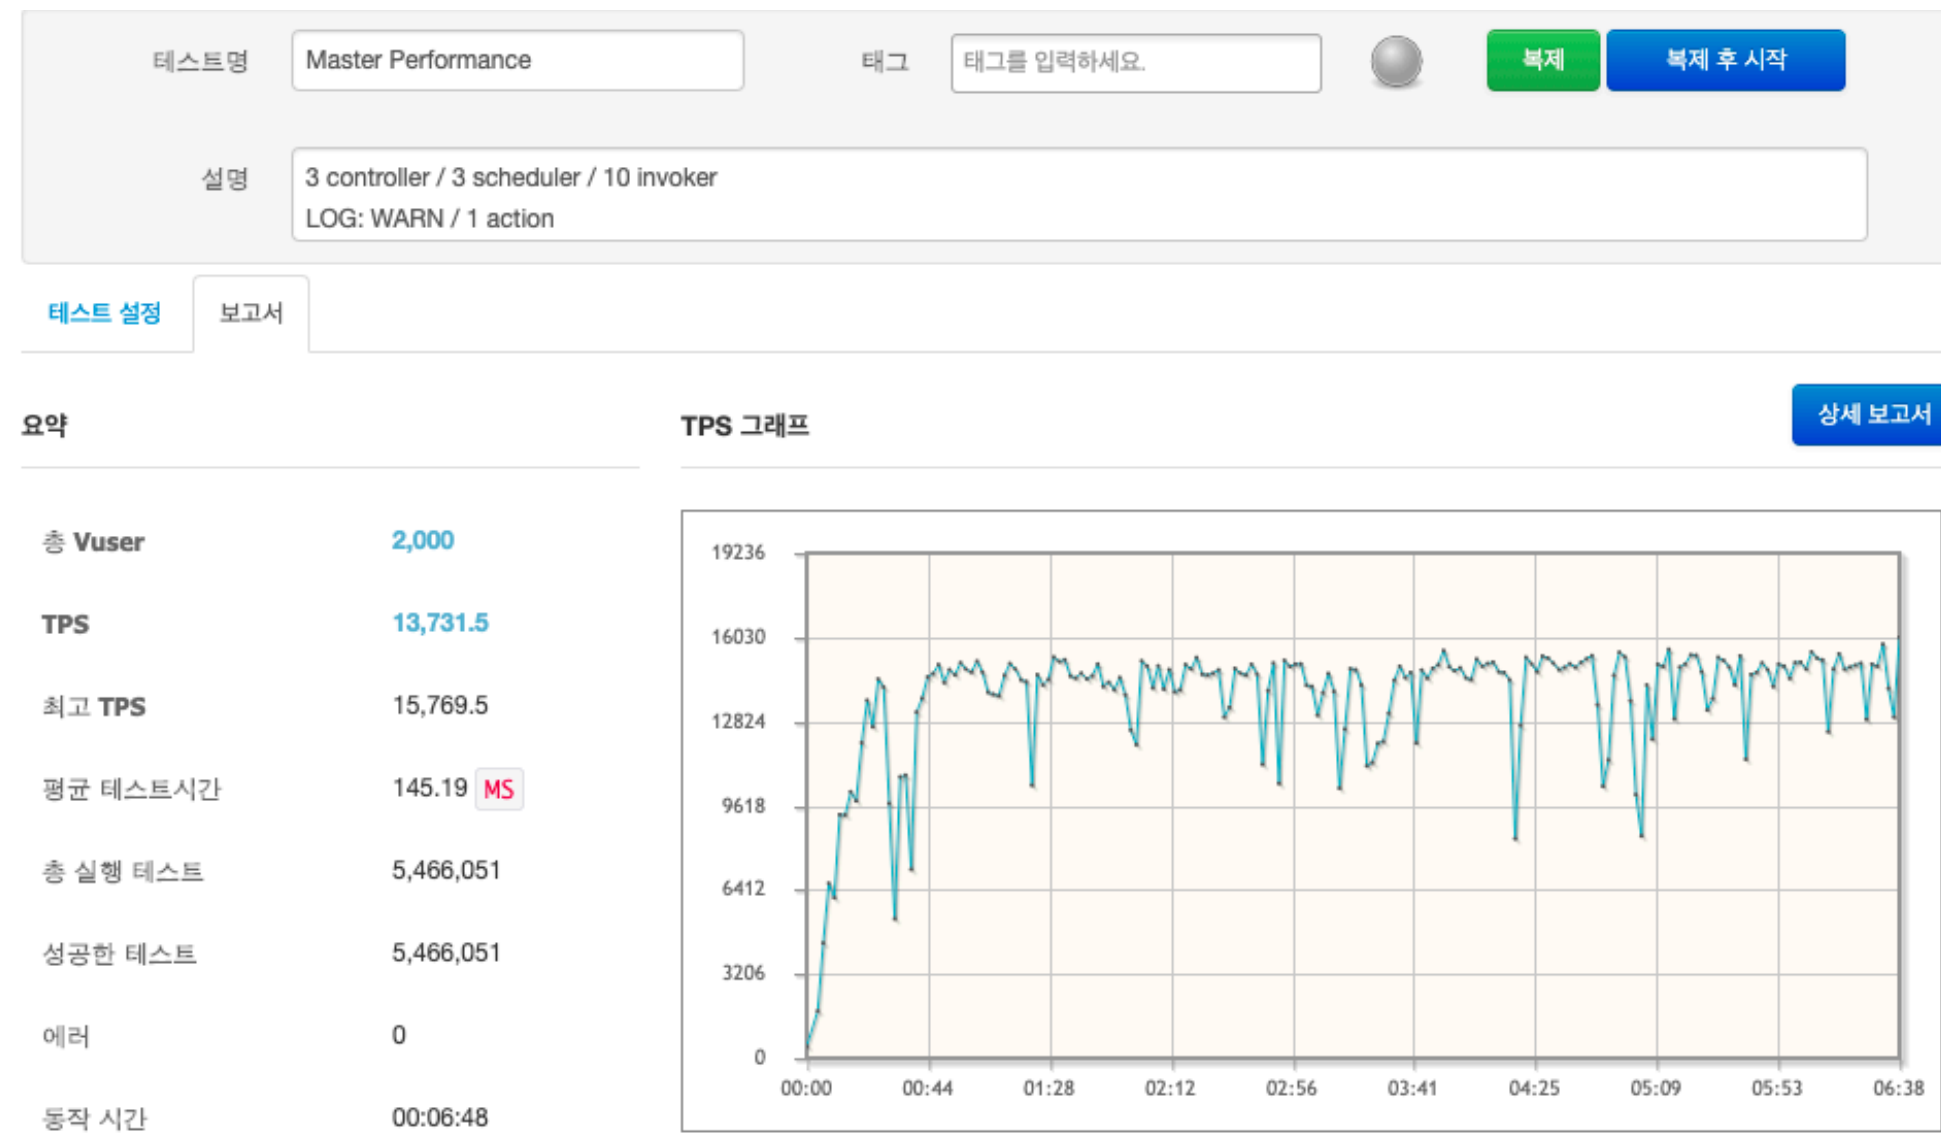 테스트명 Master Performance 태그 태그를 입력하세요. 복제 복제 후 시작
설명 3 controller / 3 scheduler / 10 invoker
LOG: WARN / 1 action
테스트 설정 보고서
요약
총 Vuser 2,000
TPS 13,731.5
최고 TPS 15,769.5
평균 테스트시간 145.19 MS
총 실행 테스트 5,466,051
성공한 테스트 5,466,051
에러 0
동작 시간 00:06:48
TPS 그래프 상세 보고서
19236
16030
12824
9618
6412
3206
0
00:00 00:44 01:28 02:12 02:56 03:41 04:25 05:09 05:53 06:38